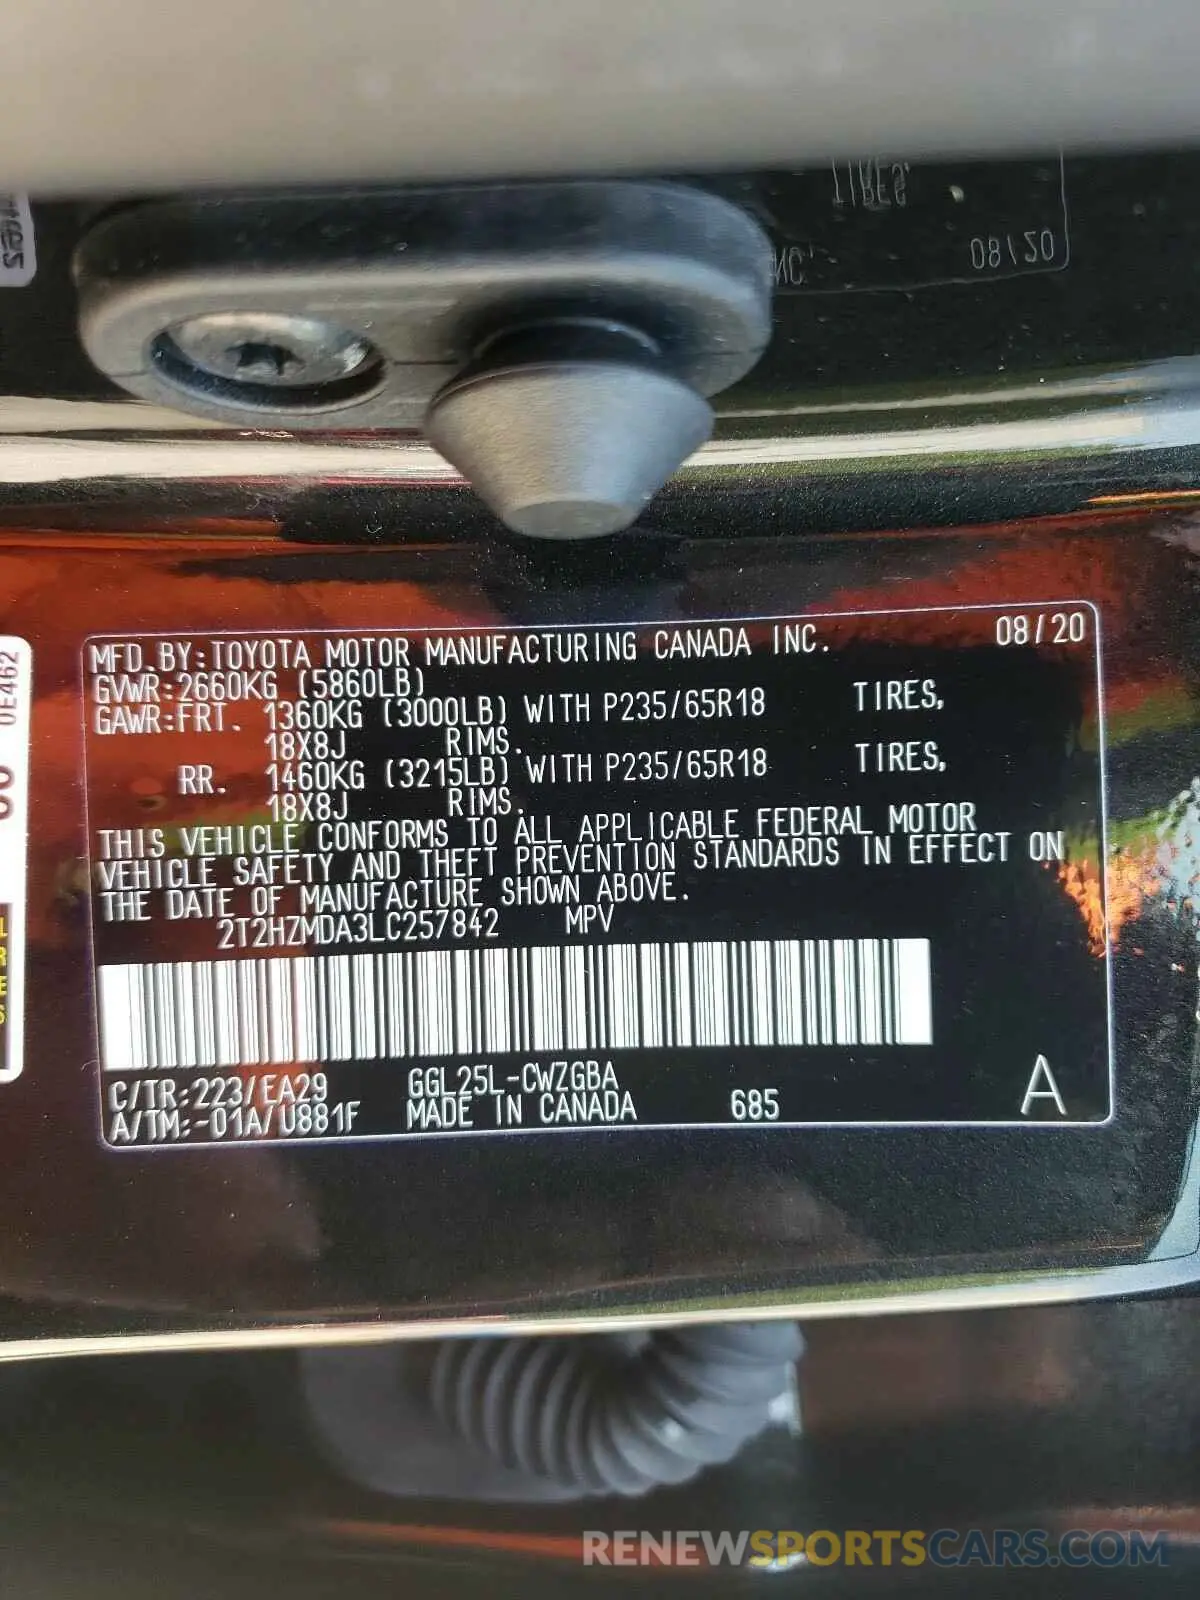 TIRES,
NC.
08/20
0E462
MFD.BY:TOYOTA MOTOR MANUFACTURING CANADA INC. 08/20
GVWR:2660KG (5860LB)
GAWR:FRT. 1360KG (3000LB) WITH P235/65R18 TIRES,
18X8J RIMS.
RR. 1460KG (3215LB) WITH P235/65R18 TIRES,
18X8J RIMS.
THIS VEHICLE CONFORMS TO ALL APPLICABLE FEDERAL MOTOR
VEHICLE SAFETY AND THEFT PREVENTION STANDARDS IN EFFECT ON
THE DATE OF MANUFACTURE SHOWN ABOVE.
2T2HZMDA3LC257842 MPV
C/TR:223/EA29 GGL25L-CWZGBA A
A/TM:-01A/U881F MADE IN CANADA 685
RENEWSPORTSCARS.COM